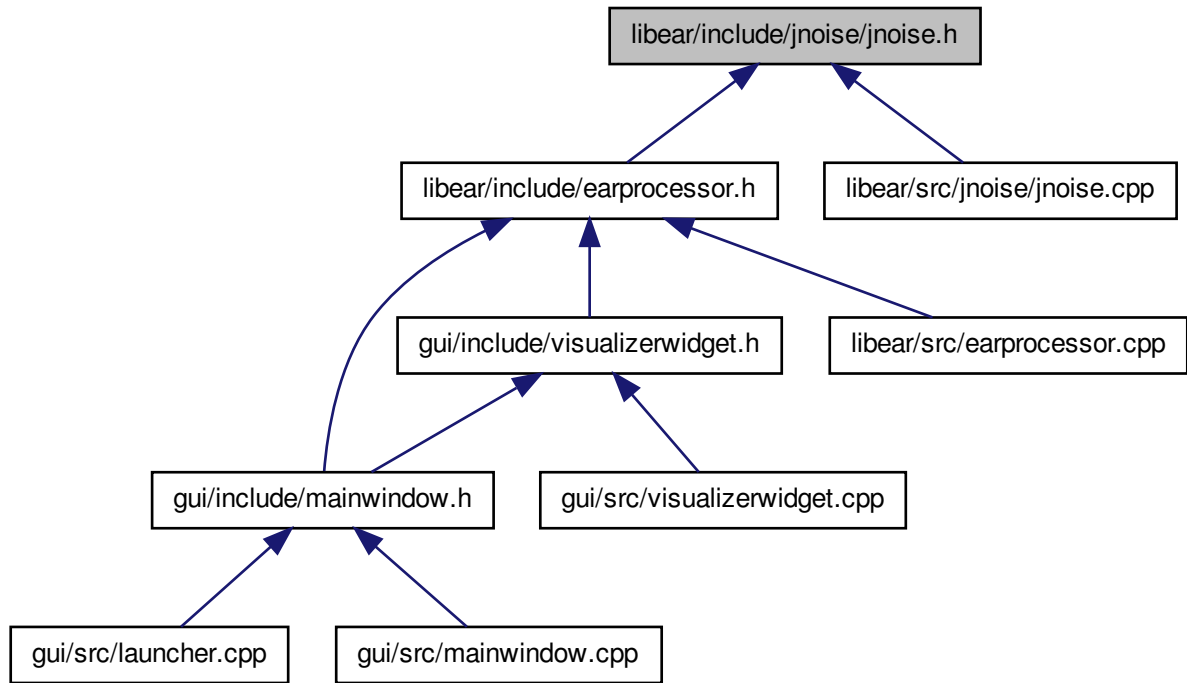 libear/include/jnoise/jnoise.h
libear/include/earprocessor.h
libear/src/jnoise/jnoise.cpp
gui/include/visualizerwidget.h
libear/src/earprocessor.cpp
gui/include/mainwindow.h
gui/src/visualizerwidget.cpp
gui/src/launcher.cpp
gui/src/mainwindow.cpp